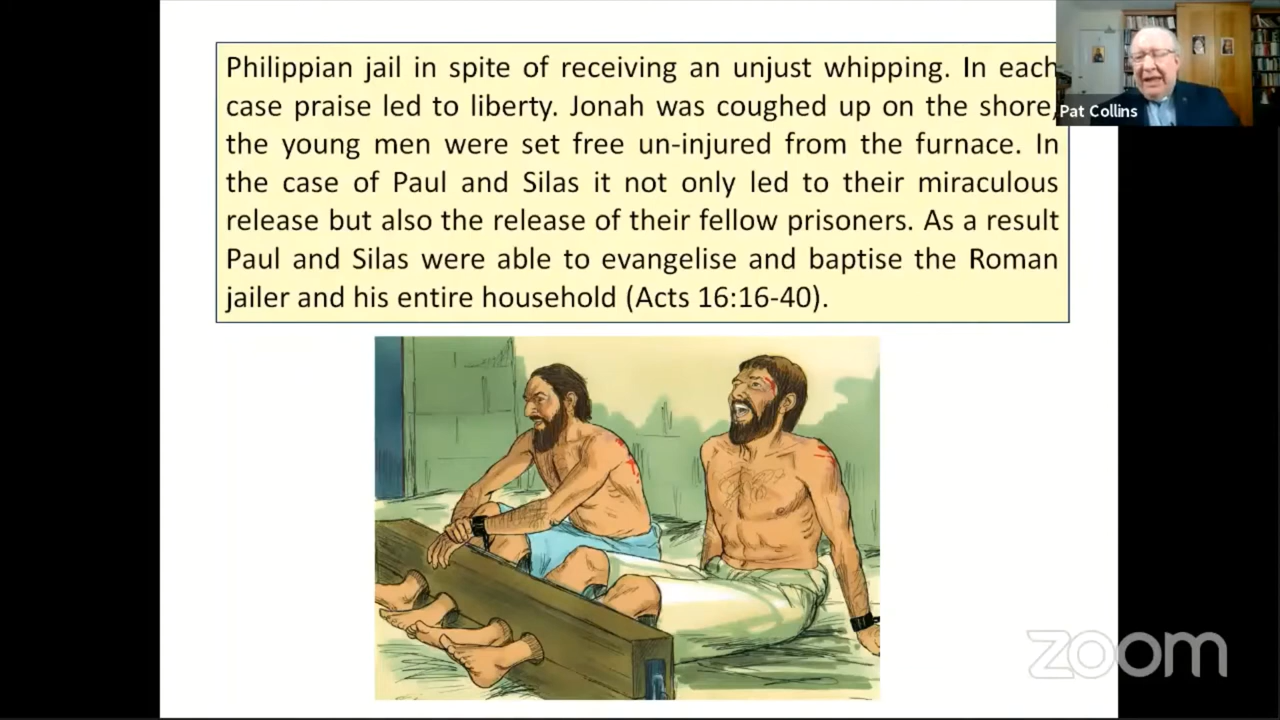 Philippian jail in spite of receiving an unjust whipping. In each
case praise led to liberty. Jonah was coughed up on the shore,
the young men were set free un-injured from the furnace. In
the case of Paul and Silas it not only led to their miraculous
release but also the release of their fellow prisoners. As a result
Paul and Silas were able to evangelise and baptise the Roman
jailer and his entire household (Acts 16:16-40).
Pat Collins
zoom